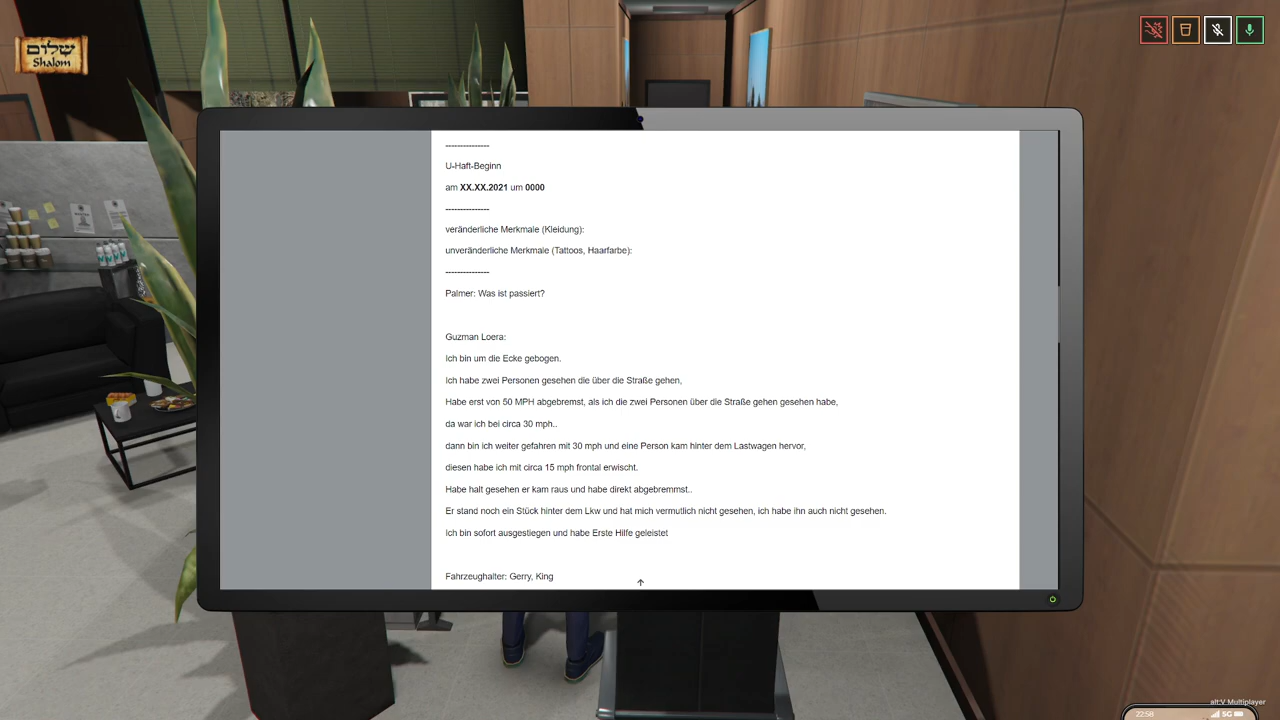 שלום
Shalom
---------------
U-Haft-Beginn
am XX.XX.2021 um 0000
---------------
veränderliche Merkmale (Kleidung):
unveränderliche Merkmale (Tattoos, Haarfarbe):
---------------
Palmer: Was ist passiert?
Guzman Loera:
Ich bin um die Ecke gebogen.
Ich habe zwei Personen gesehen die über die Straße gehen,
Habe erst von 50 MPH abgebremst, als ich die zwei Personen über die Straße gehen gesehen habe,
da war ich bei circa 30 mph..
dann bin ich weiter gefahren mit 30 mph und eine Person kam hinter dem Lastwagen hervor,
diesen habe ich mit circa 15 mph frontal erwischt.
Habe halt gesehen er kam raus und habe direkt abgebremmst..
Er stand noch ein Stück hinter dem Lkw und hat mich vermutlich nicht gesehen, ich habe ihn auch nicht gesehen.
Ich bin sofort ausgestiegen und habe Erste Hilfe geleistet
Fahrzeughalter: Gerry, King
alt:V Multiplayer
22:58
5G